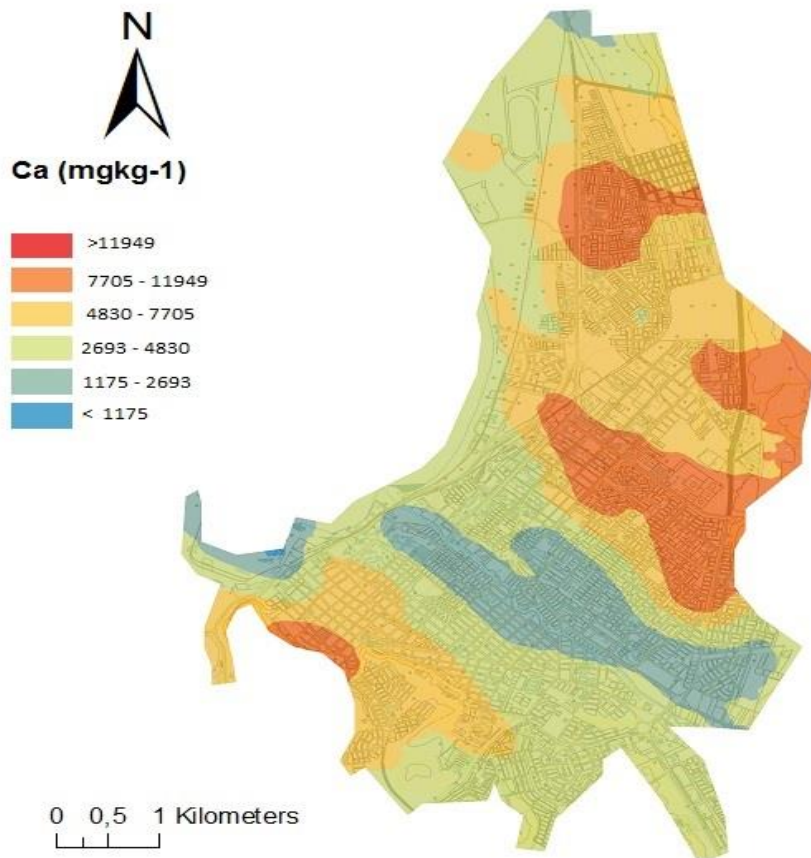 N
Ca (mgkg-1)
>11949
7705 - 11949
4830 - 7705
2693 - 4830
1175 - 2693
< 1175
0 0,5 1 Kilometers